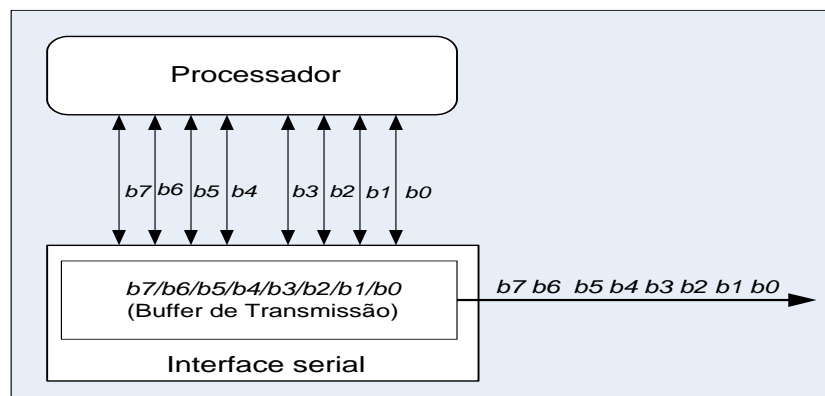 Processador
b7 b6 b5 b4 b3 b2 b1 b0
b7/b6/b5/b4/b3/b2/b1/b0
(Buffer de Transmissão)
b7 b6 b5 b4 b3 b2 b1 b0
Interface serial